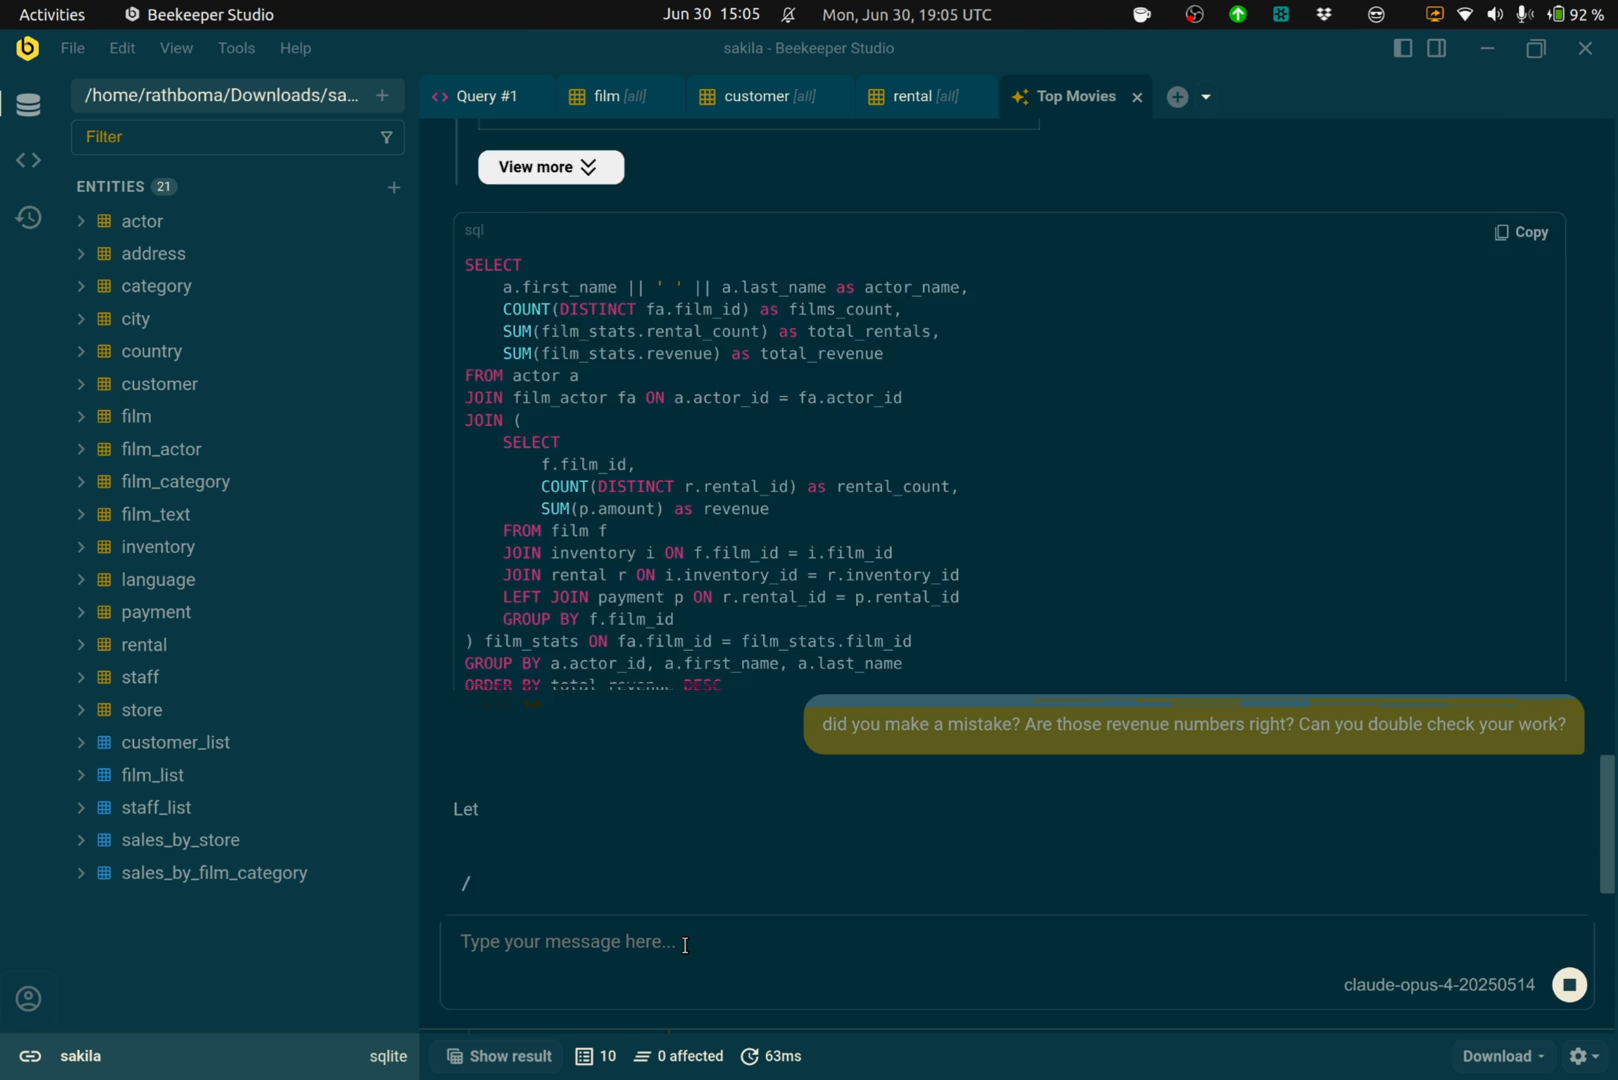 Activities
Beekeeper Studio
Jun 30 15:05
Mon, Jun 30, 19:05 UTC
92 %
File Edit View Tools Help
sakila - Beekeeper Studio
/home/rathboma/Downloads/sa...
Query #1
film [all]
customer [all]
rental [all]
Top Movies
Filter
ENTITIES 21
actor
address
category
city
country
customer
film
film_actor
film_category
film_text
inventory
language
payment
rental
staff
store
customer_list
film_list
staff_list
sales_by_store
sales_by_film_category
View more
sql
Copy
SELECT
a.first_name || ' ' || a.last_name as actor_name,
COUNT(DISTINCT fa.film_id) as films_count,
SUM(film_stats.rental_count) as total_rentals,
SUM(film_stats.revenue) as total_revenue
FROM actor a
JOIN film_actor fa ON a.actor_id = fa.actor_id
JOIN (
SELECT
f.film_id,
COUNT(DISTINCT r.rental_id) as rental_count,
SUM(p.amount) as revenue
FROM film f
JOIN inventory i ON f.film_id = i.film_id
JOIN rental r ON i.inventory_id = r.inventory_id
LEFT JOIN payment p ON r.rental_id = p.rental_id
GROUP BY f.film_id
) film_stats ON fa.film_id = film_stats.film_id
GROUP BY a.actor_id, a.first_name, a.last_name
ORDER BY total_revenue DESC
did you make a mistake? Are those revenue numbers right? Can you double check your work?
Let
/
Type your message here...
claude-opus-4-20250514
sakila
sqlite
Show result
10
0 affected
63ms
Download